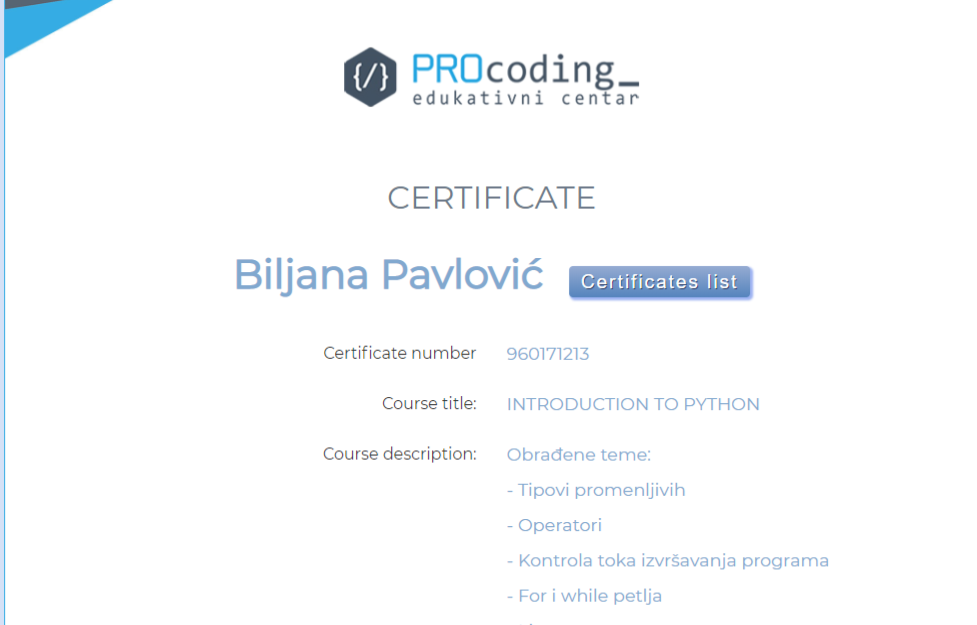 {/} PROcoding_
edukativni centar
CERTIFICATE
Biljana Pavlović Certificates list
Certificate number 960171213
Course title: INTRODUCTION TO PYTHON
Course description: Obrađene teme:
- Tipovi promenljivih
- Operatori
- Kontrola toka izvršavanja programa
- For i while petlja